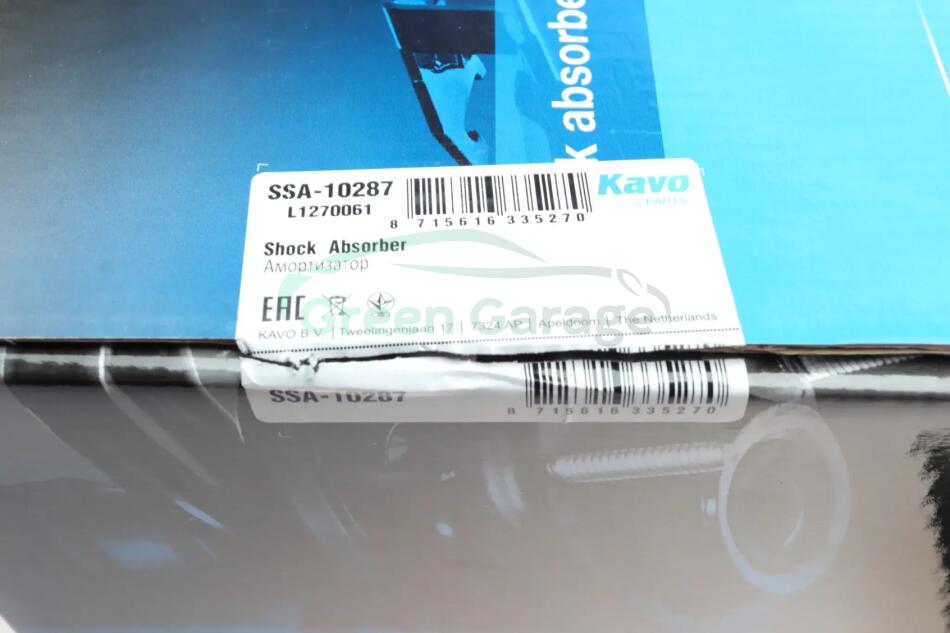 k absorbe
SSA-10287
L1270061
8 715616 335270
Kavo
PARTS
Shock Absorber
Амортизатор
EAC
Green Garage
KAVO B.V. | Tweelingenlaan 17 | 7324 AP | Apeldoorn | The Netherlands
SSA-10287
8 715616 335270